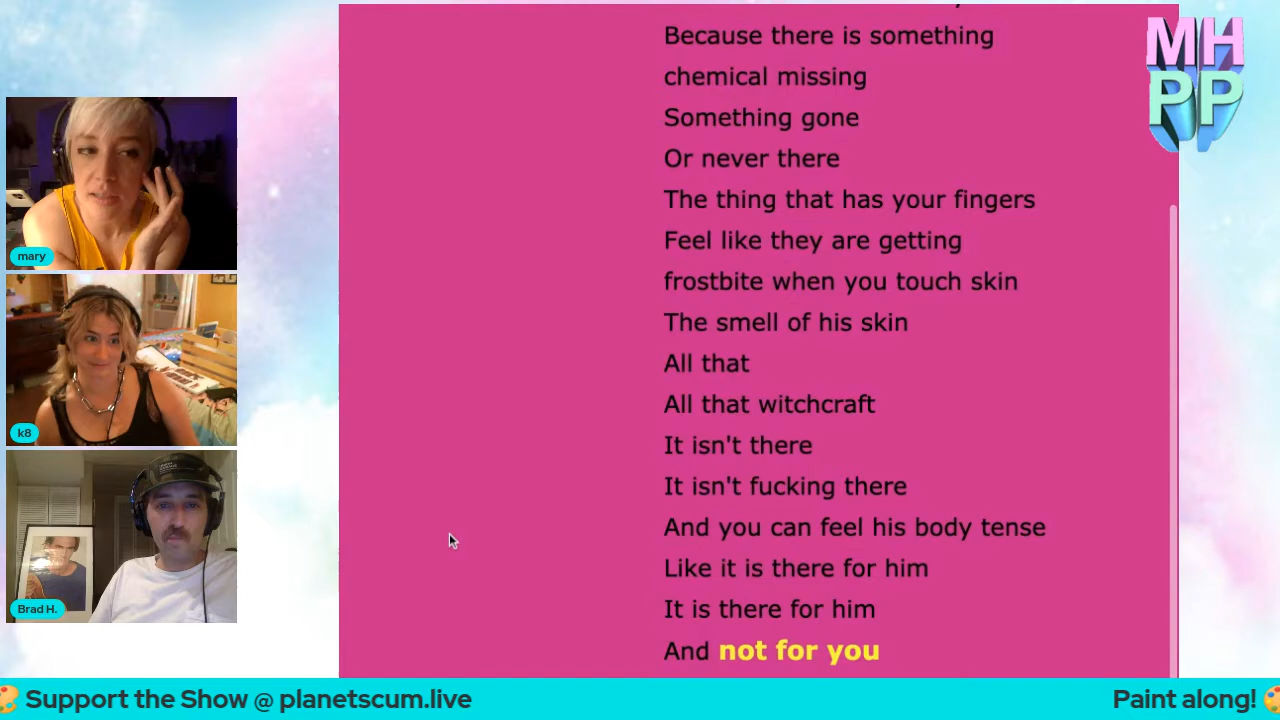 Because there is something
chemical missing
Something gone
Or never there
The thing that has your fingers
Feel like they are getting
frostbite when you touch skin
The smell of his skin
All that
All that witchcraft
It isn't there
It isn't fucking there
And you can feel his body tense
Like it is there for him
It is there for him
And not for you
MH
PP
mary
k8
Brad H.
Support the Show @ planetscum.live
Paint along!